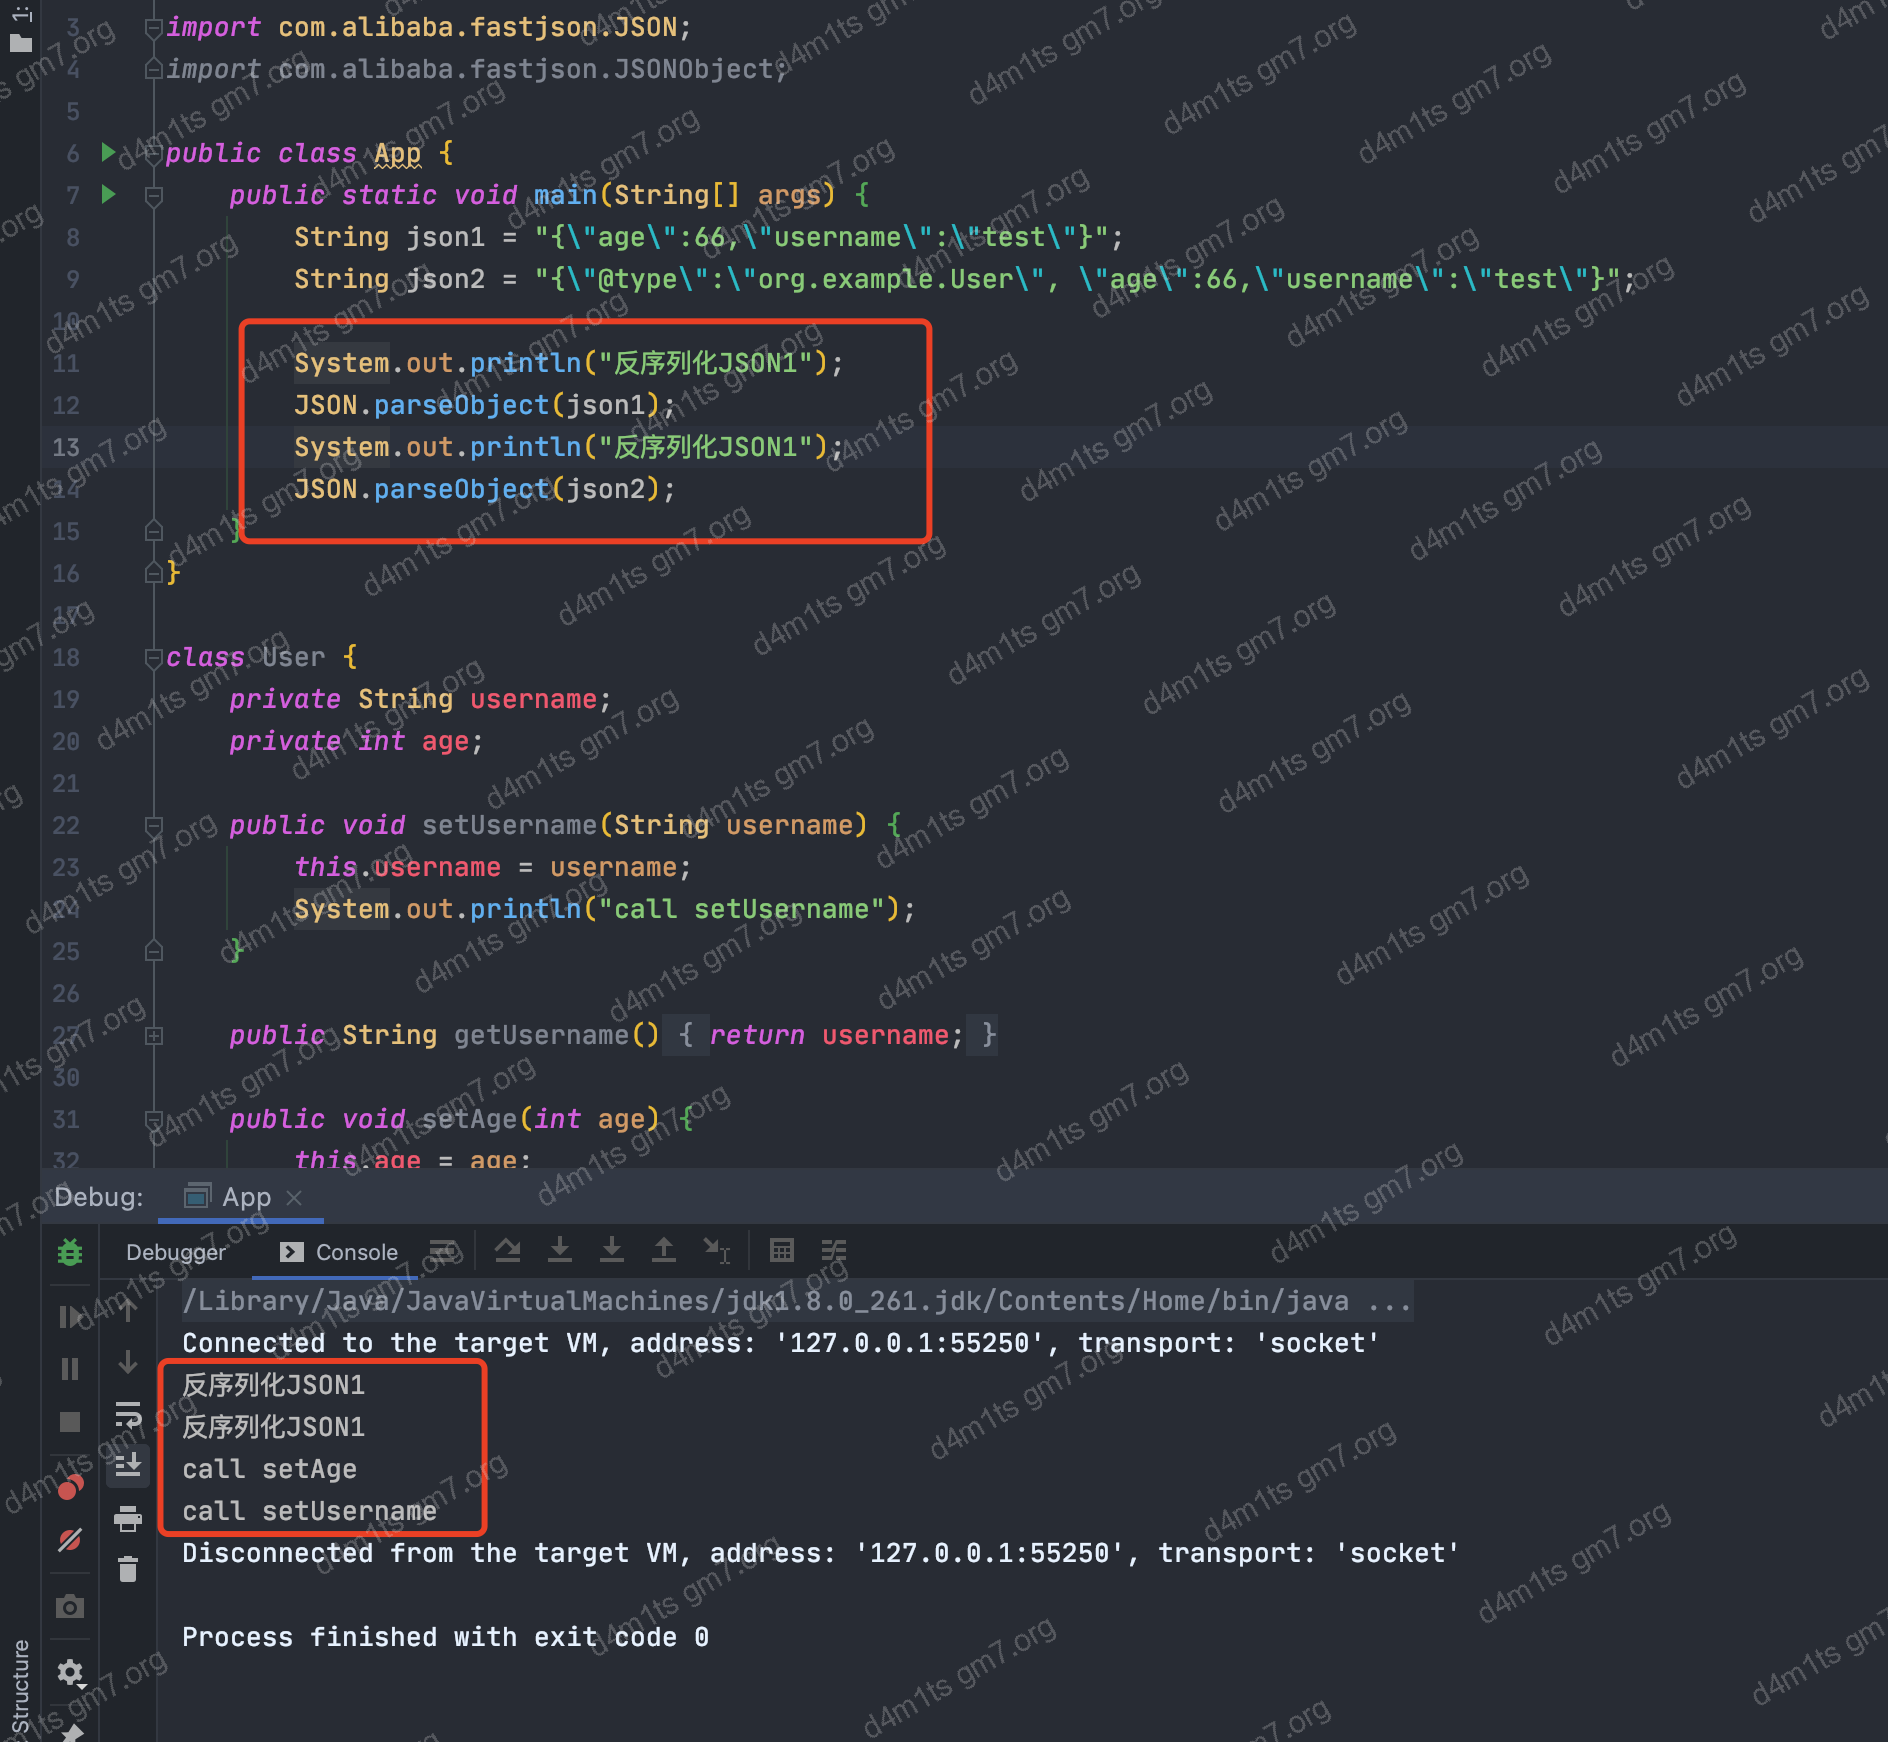 1:
3 import com.alibaba.fastjson.JSON;
4 import com.alibaba.fastjson.JSONObject;
5
6 public class App {
7 public static void main(String[] args) {
8 String json1 = "{\"age\":66,\"username\":\"test\"}";
9 String json2 = "{\"@type\":\"org.example.User\", \"age\":66,\"username\":\"test\"}";
10
11 System.out.println("反序列化JSON1");
12 JSON.parseObject(json1);
13 System.out.println("反序列化JSON1");
14 JSON.parseObject(json2);
15 }
16 }
17
18 class User {
19 private String username;
20 private int age;
21
22 public void setUsername(String username) {
23 this.username = username;
24 System.out.println("call setUsername");
25 }
26
27 public String getUsername() { return username; }
30
31 public void setAge(int age) {
32 this.age = age;
Debug: App
Debugger Console
/Library/Java/JavaVirtualMachines/jdk1.8.0_261.jdk/Contents/Home/bin/java ...
Connected to the target VM, address: '127.0.0.1:55250', transport: 'socket'
反序列化JSON1
反序列化JSON1
call setAge
call setUsername
Disconnected from the target VM, address: '127.0.0.1:55250', transport: 'socket'
Process finished with exit code 0
Structure
d4m1ts gm7.org